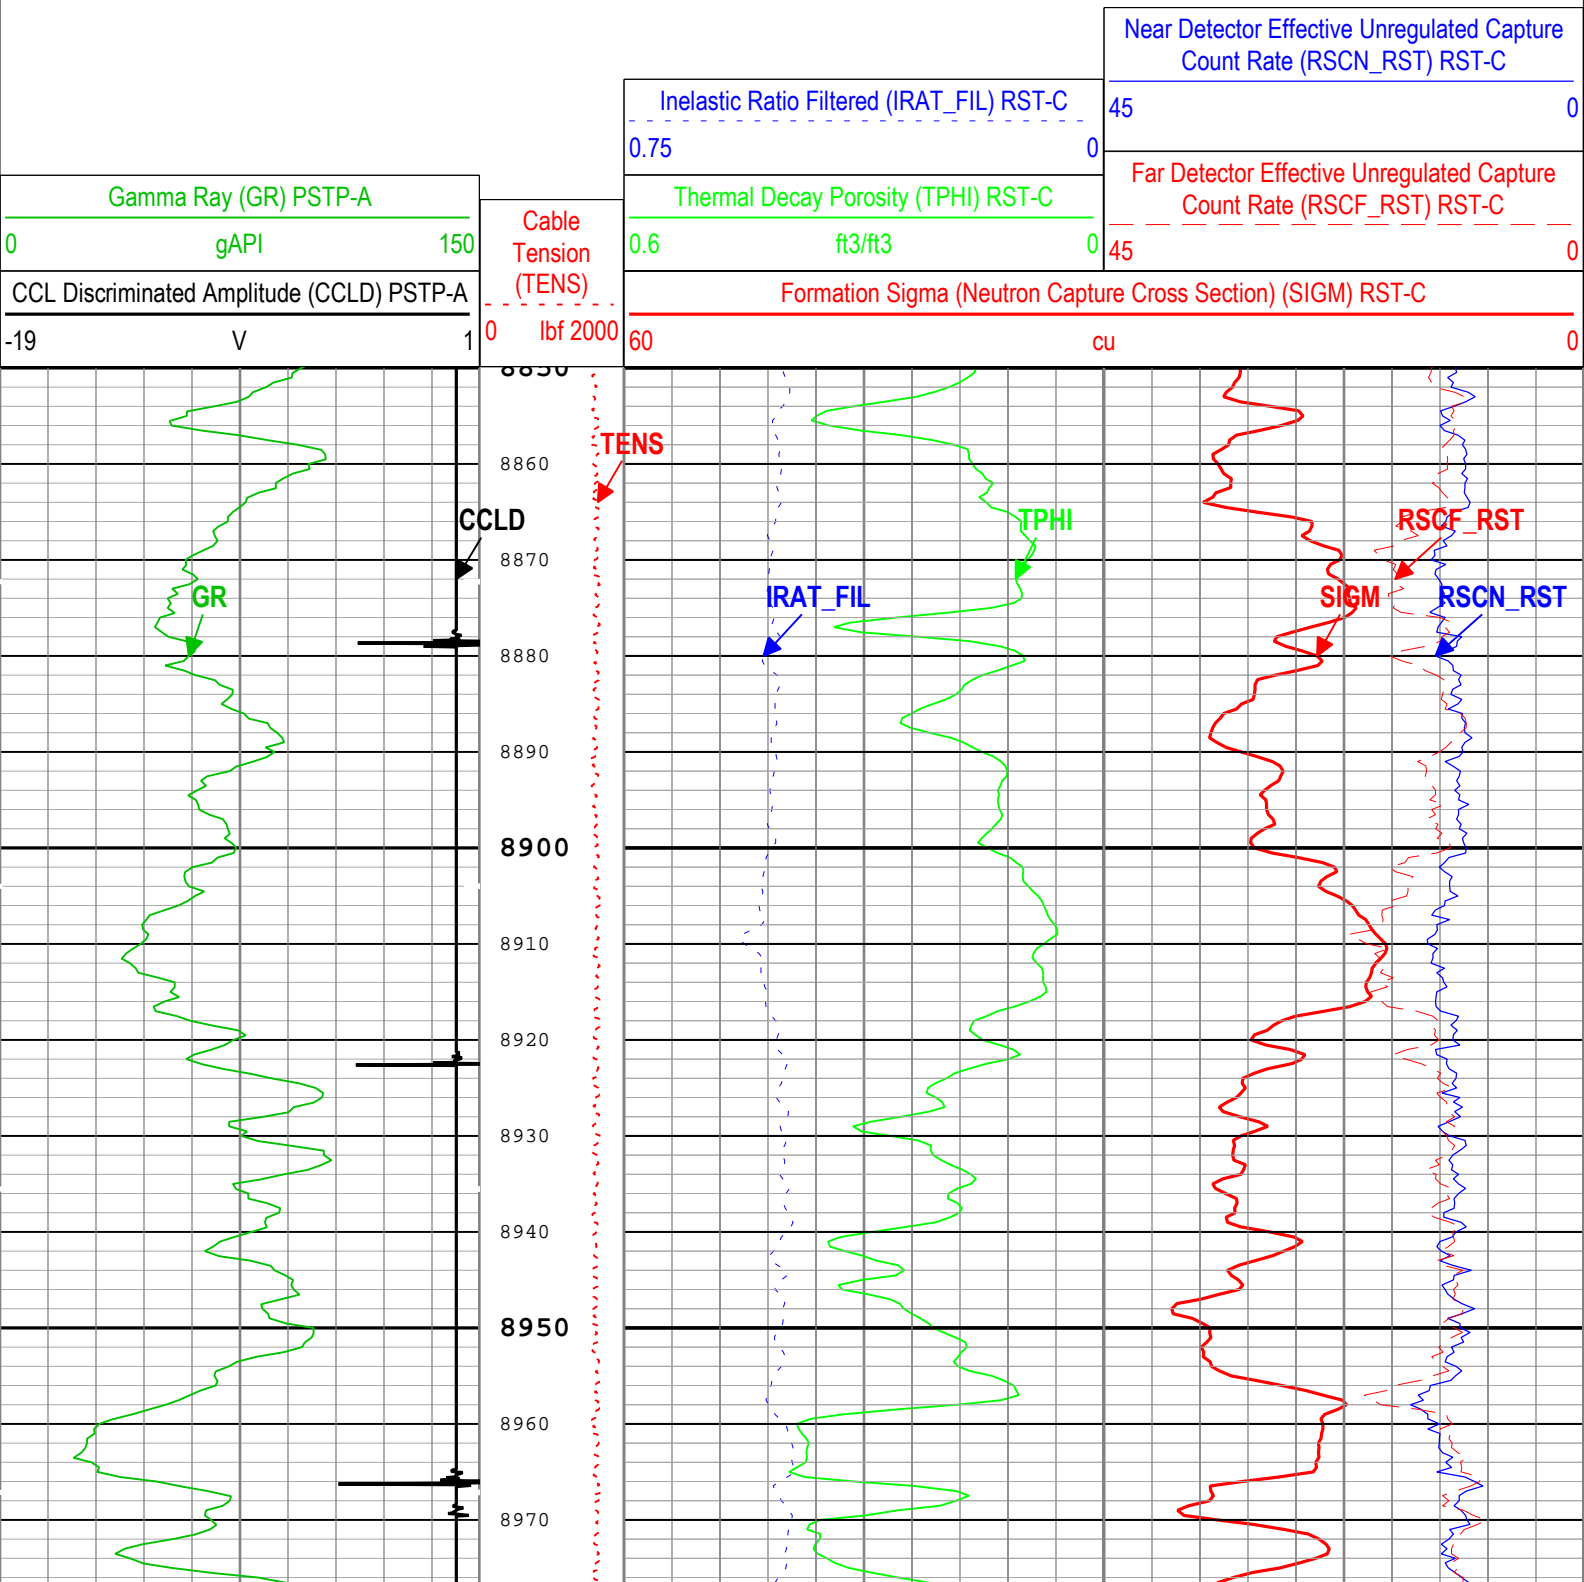 Near Detector Effective Unregulated Capture
Count Rate (RSCN_RST) RST-C
45 0
Inelastic Ratio Filtered (IRAT_FIL) RST-C
0.75 0
Far Detector Effective Unregulated Capture
Count Rate (RSCF_RST) RST-C
45 0
Gamma Ray (GR) PSTP-A
0 gAPI 150
Thermal Decay Porosity (TPHI) RST-C
0.6 ft3/ft3 0
Cable
Tension
(TENS)
0 lbf 2000
CCL Discriminated Amplitude (CCLD) PSTP-A
-19 V 1
Formation Sigma (Neutron Capture Cross Section) (SIGM) RST-C
60 cu 0
8850
TENS
8860
CCLD
TPHI
RSCF_RST
8870
GR
IRAT_FIL
SIGM
RSCN_RST
8880
8890
8900
8910
8920
8930
8940
8950
8960
8970